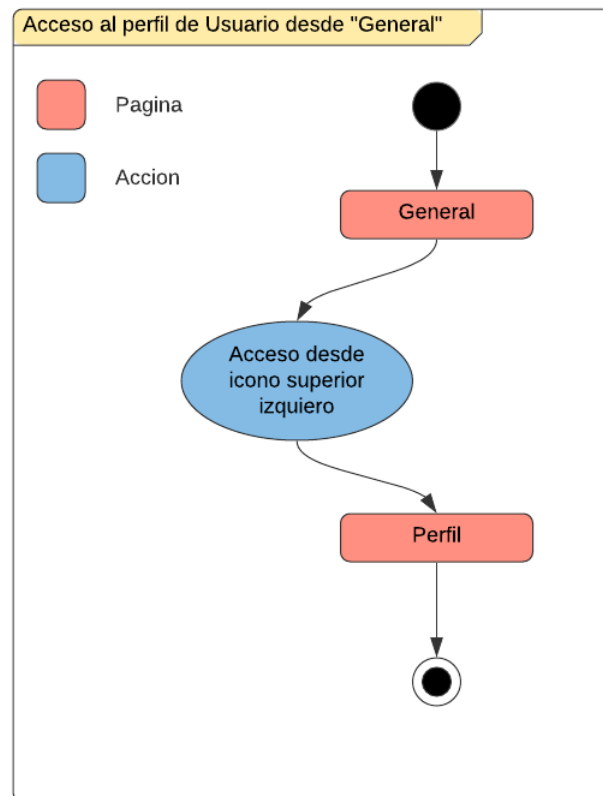 Acceso al perfil de Usuario desde "General"
Pagina
Accion
General
Acceso desde
icono superior
izquiero
Perfil